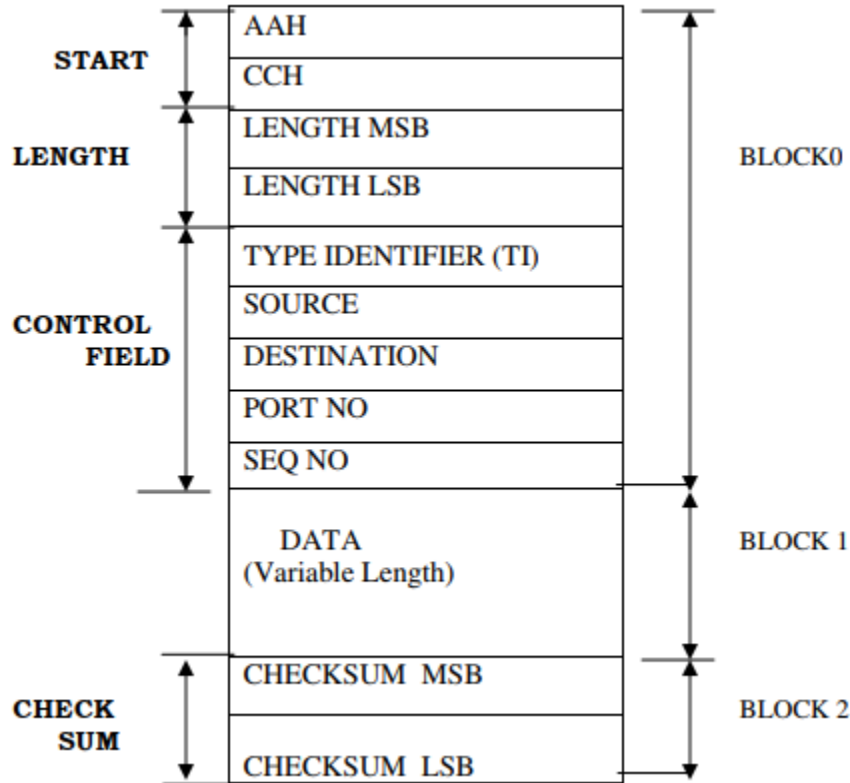 AAH
START
CCH
LENGTH MSB
LENGTH
BLOCK0
LENGTH LSB
TYPE IDENTIFIER (TI)
SOURCE
CONTROL
FIELD
DESTINATION
PORT NO
SEQ NO
DATA
(Variable Length)
BLOCK 1
CHECKSUM MSB
CHECK
SUM
BLOCK 2
CHECKSUM LSB